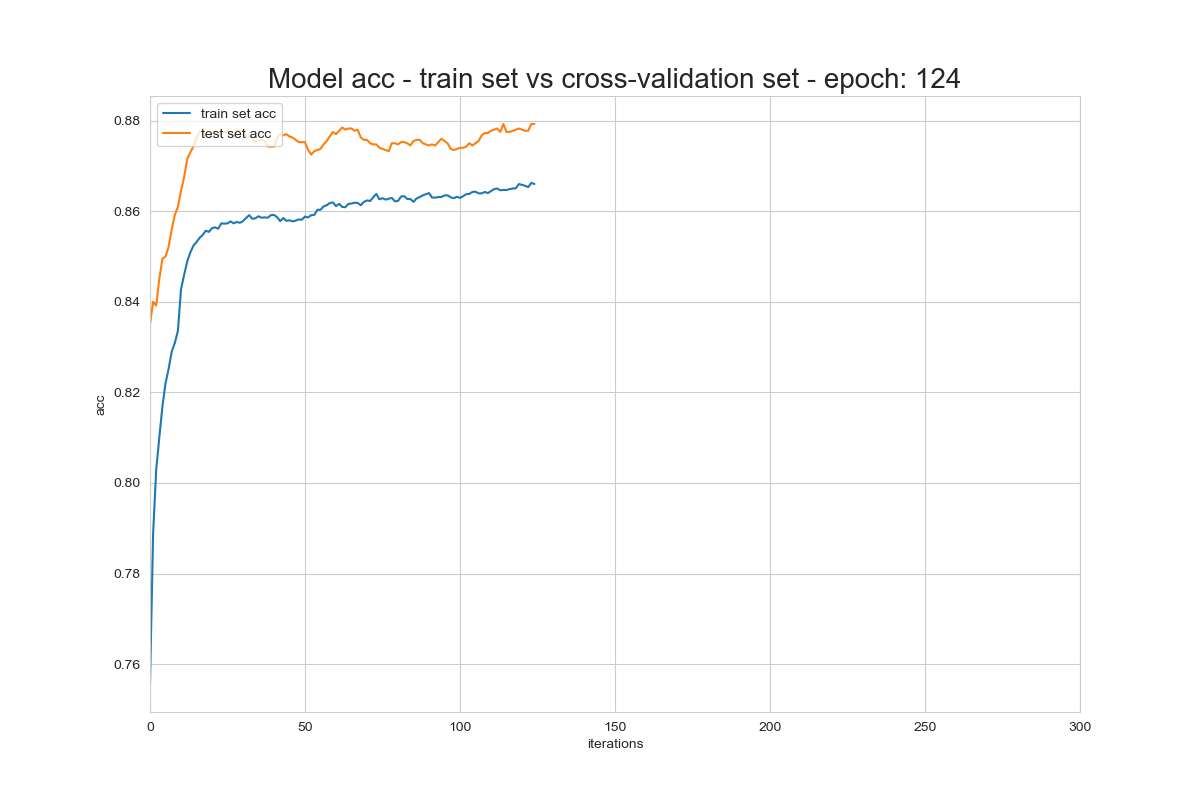 Model acc - train set vs cross-validation set - epoch: 124
train set acc
test set acc
0.88
0.86
0.84
0.82
0.80
0.78
0.76
acc
0 50 100 150 200 250 300
iterations